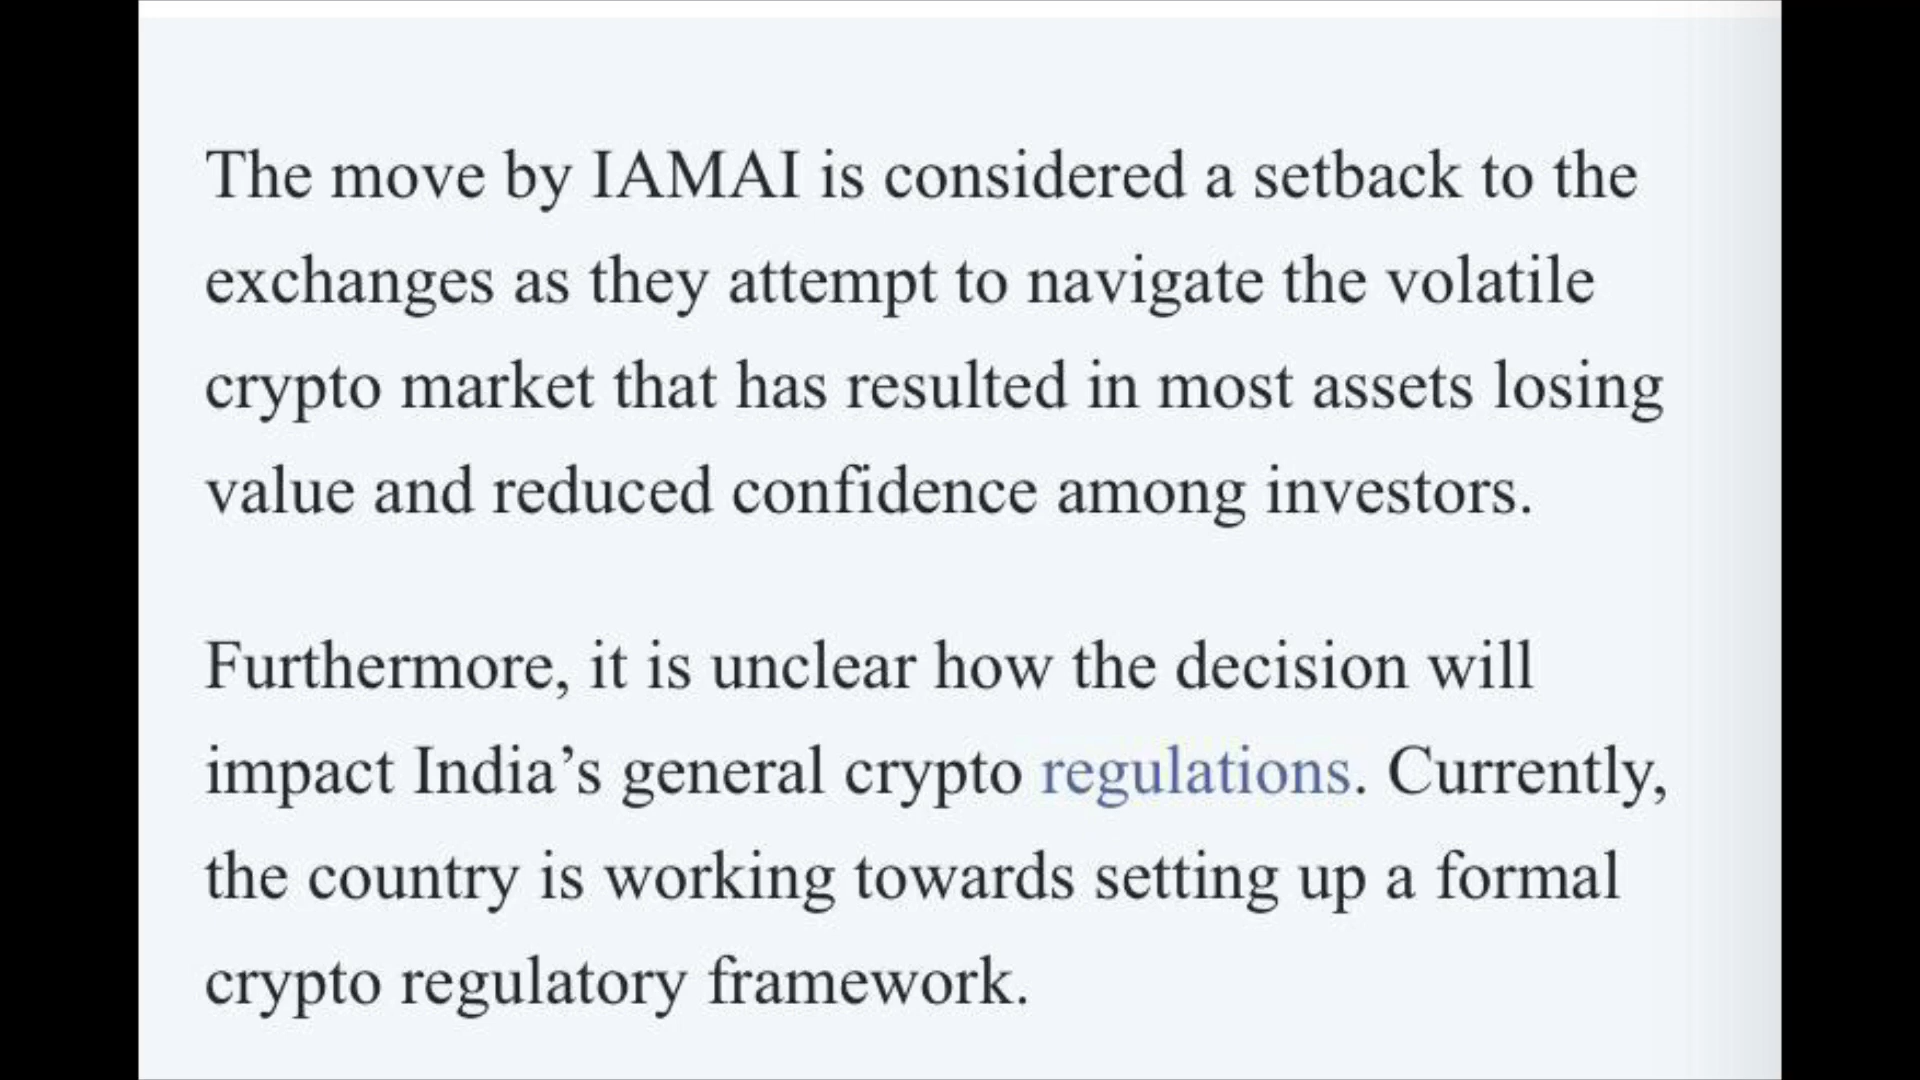 The move by IAMAI is considered a setback to the
exchanges as they attempt to navigate the volatile
crypto market that has resulted in most assets losing
value and reduced confidence among investors.
Furthermore, it is unclear how the decision will
impact India’s general crypto regulations. Currently,
the country is working towards setting up a formal
crypto regulatory framework.